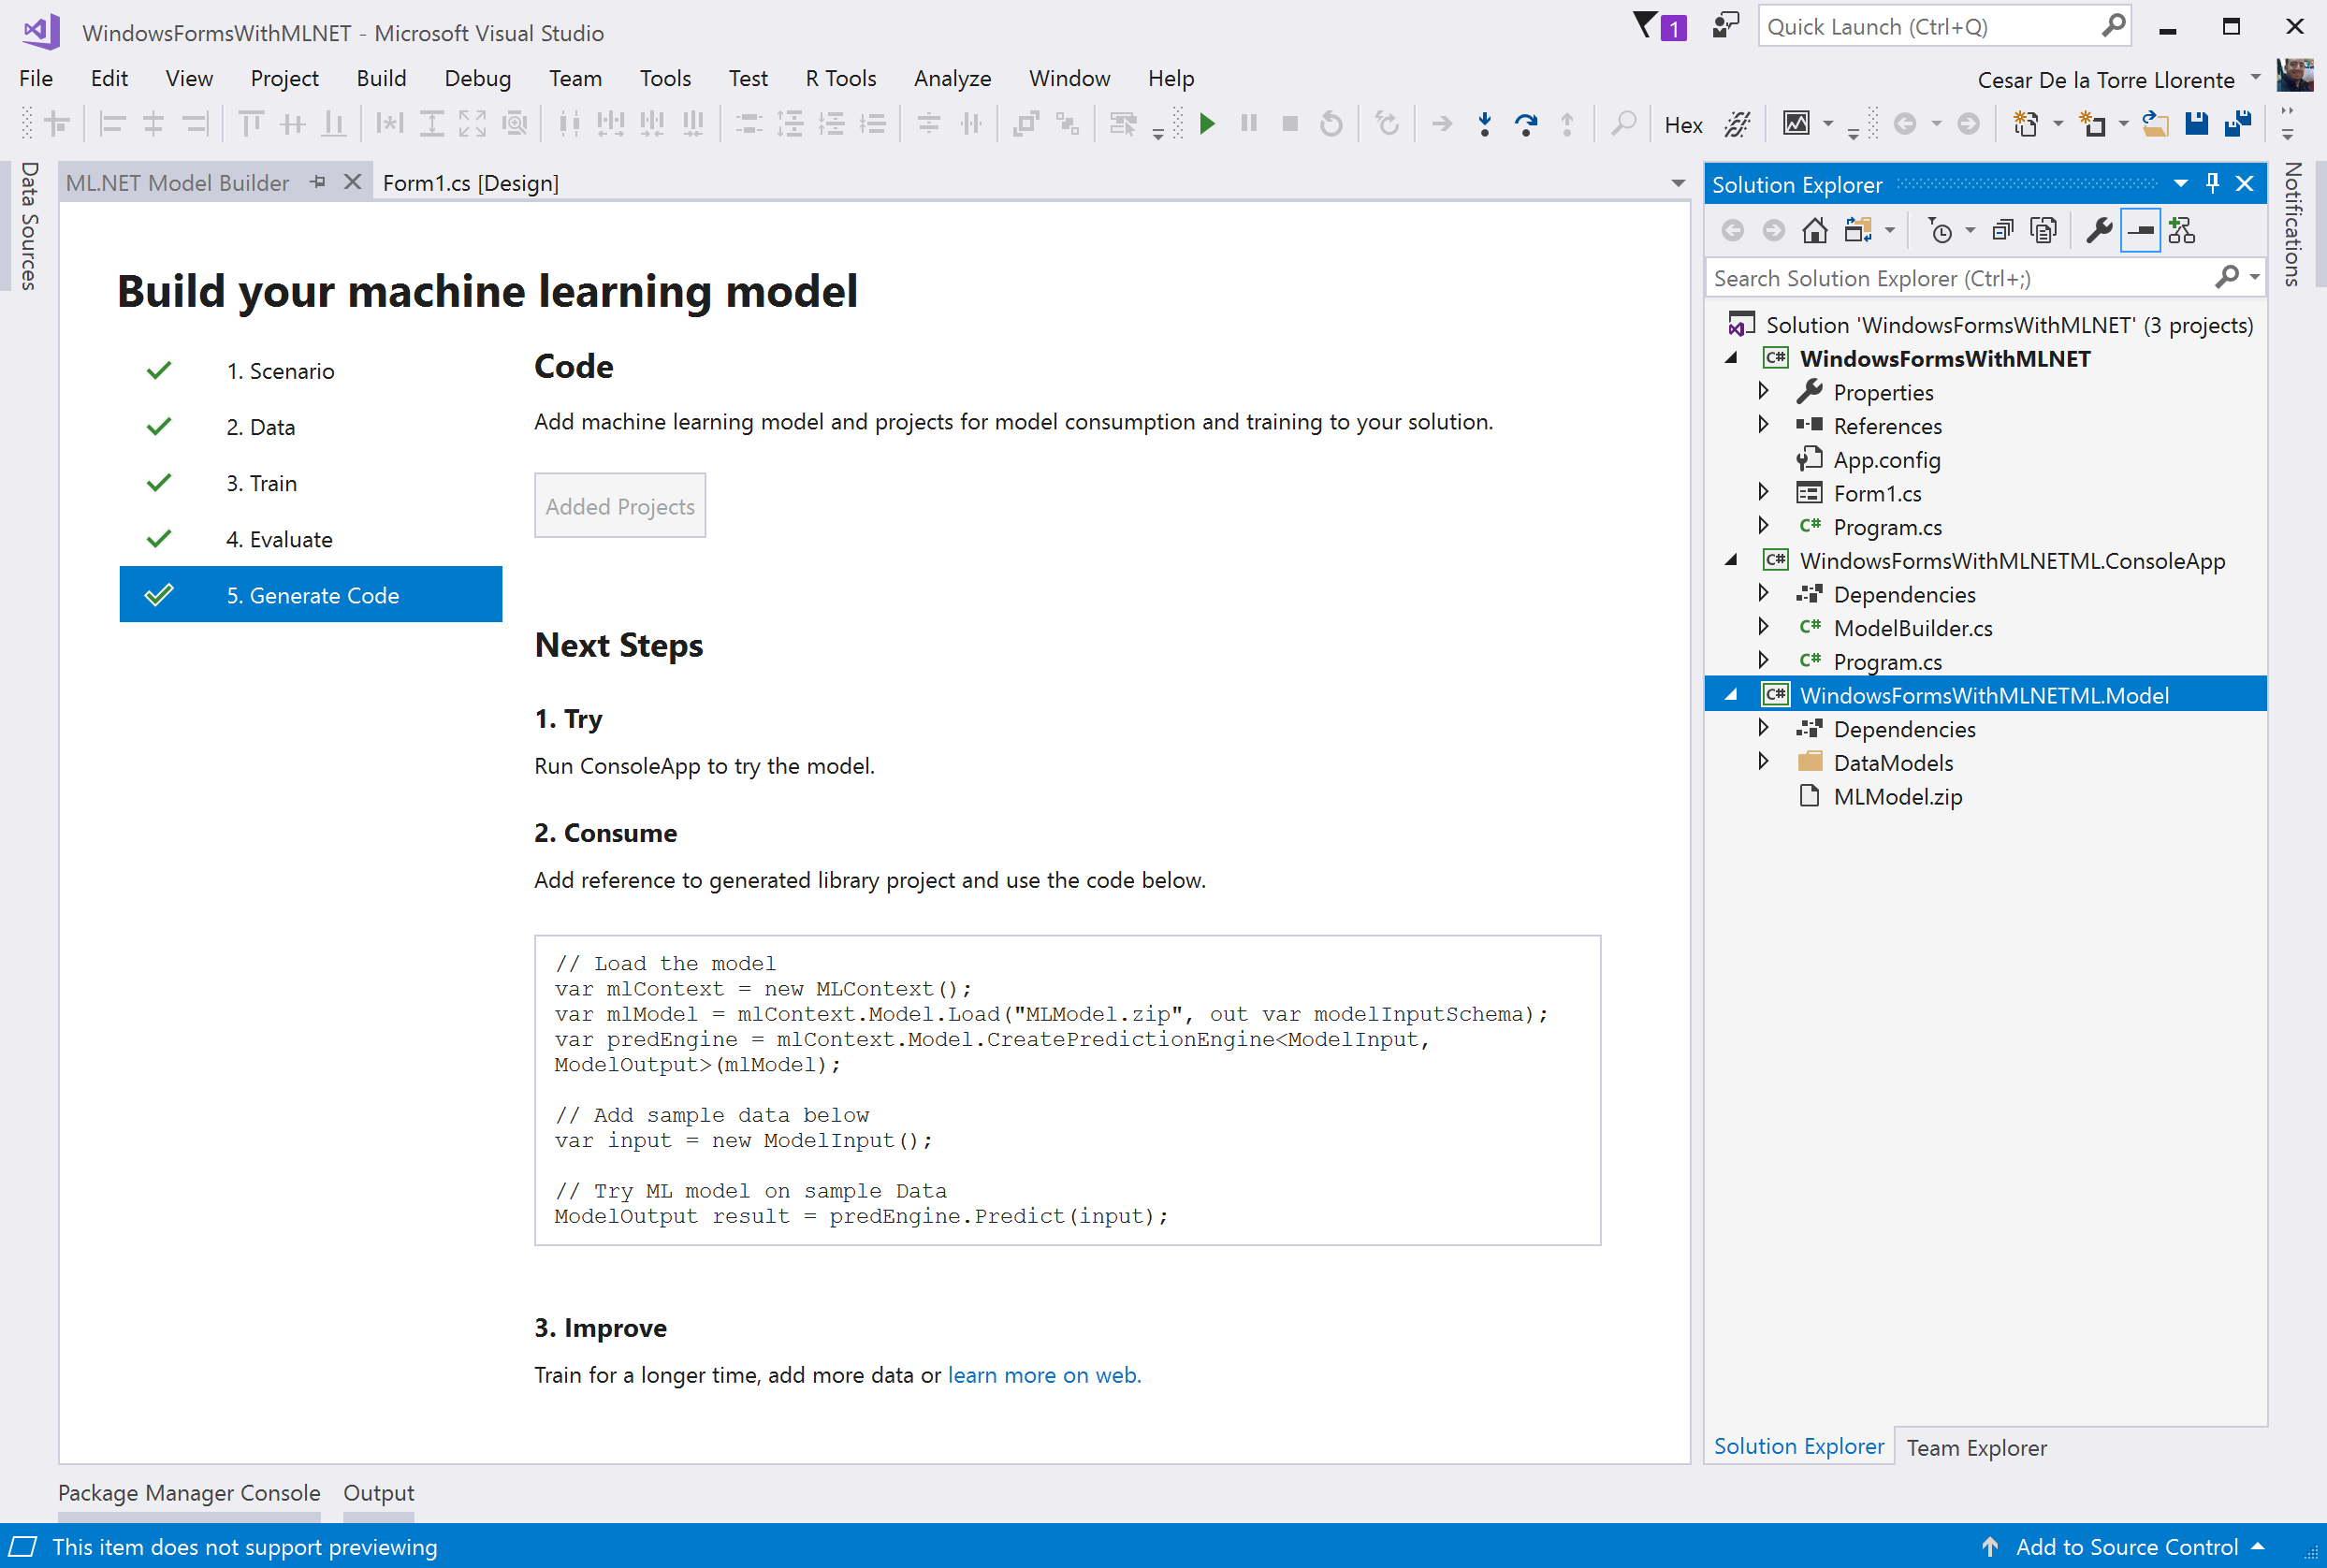 WindowsFormsWithMLNET - Microsoft Visual Studio
1
Quick Launch (Ctrl+Q)
File Edit View Project Build Debug Team Tools Test R Tools Analyze Window Help
Cesar De la Torre Llorente
Hex
Data Sources
ML.NET Model Builder
Form1.cs [Design]
Build your machine learning model
1. Scenario
2. Data
3. Train
4. Evaluate
5. Generate Code
Code
Add machine learning model and projects for model consumption and training to your solution.
Added Projects
Next Steps
1. Try
Run ConsoleApp to try the model.
2. Consume
Add reference to generated library project and use the code below.
// Load the model
var mlContext = new MLContext();
var mlModel = mlContext.Model.Load("MLModel.zip", out var modelInputSchema);
var predEngine = mlContext.Model.CreatePredictionEngine<ModelInput,
ModelOutput>(mlModel);
// Add sample data below
var input = new ModelInput();
// Try ML model on sample Data
ModelOutput result = predEngine.Predict(input);
3. Improve
Train for a longer time, add more data or learn more on web.
Solution Explorer
Search Solution Explorer (Ctrl+;)
Solution 'WindowsFormsWithMLNET' (3 projects)
C# WindowsFormsWithMLNET
Properties
References
App.config
Form1.cs
C# Program.cs
C# WindowsFormsWithMLNETML.ConsoleApp
Dependencies
C# ModelBuilder.cs
C# Program.cs
C# WindowsFormsWithMLNETML.Model
Dependencies
DataModels
MLModel.zip
Solution Explorer
Team Explorer
Notifications
Package Manager Console
Output
This item does not support previewing
Add to Source Control